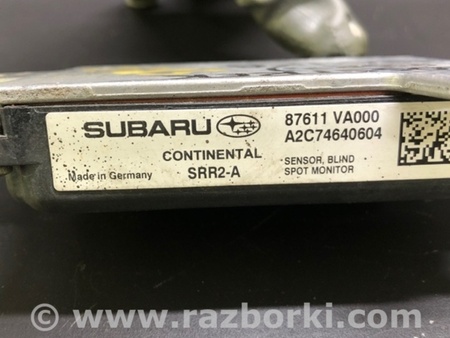 SUBARU
87611 VA000
A2C74640604
CONTINENTAL
SRR2-A
Made in Germany
SENSOR, BLIND
SPOT MONITOR
www.razborki.com